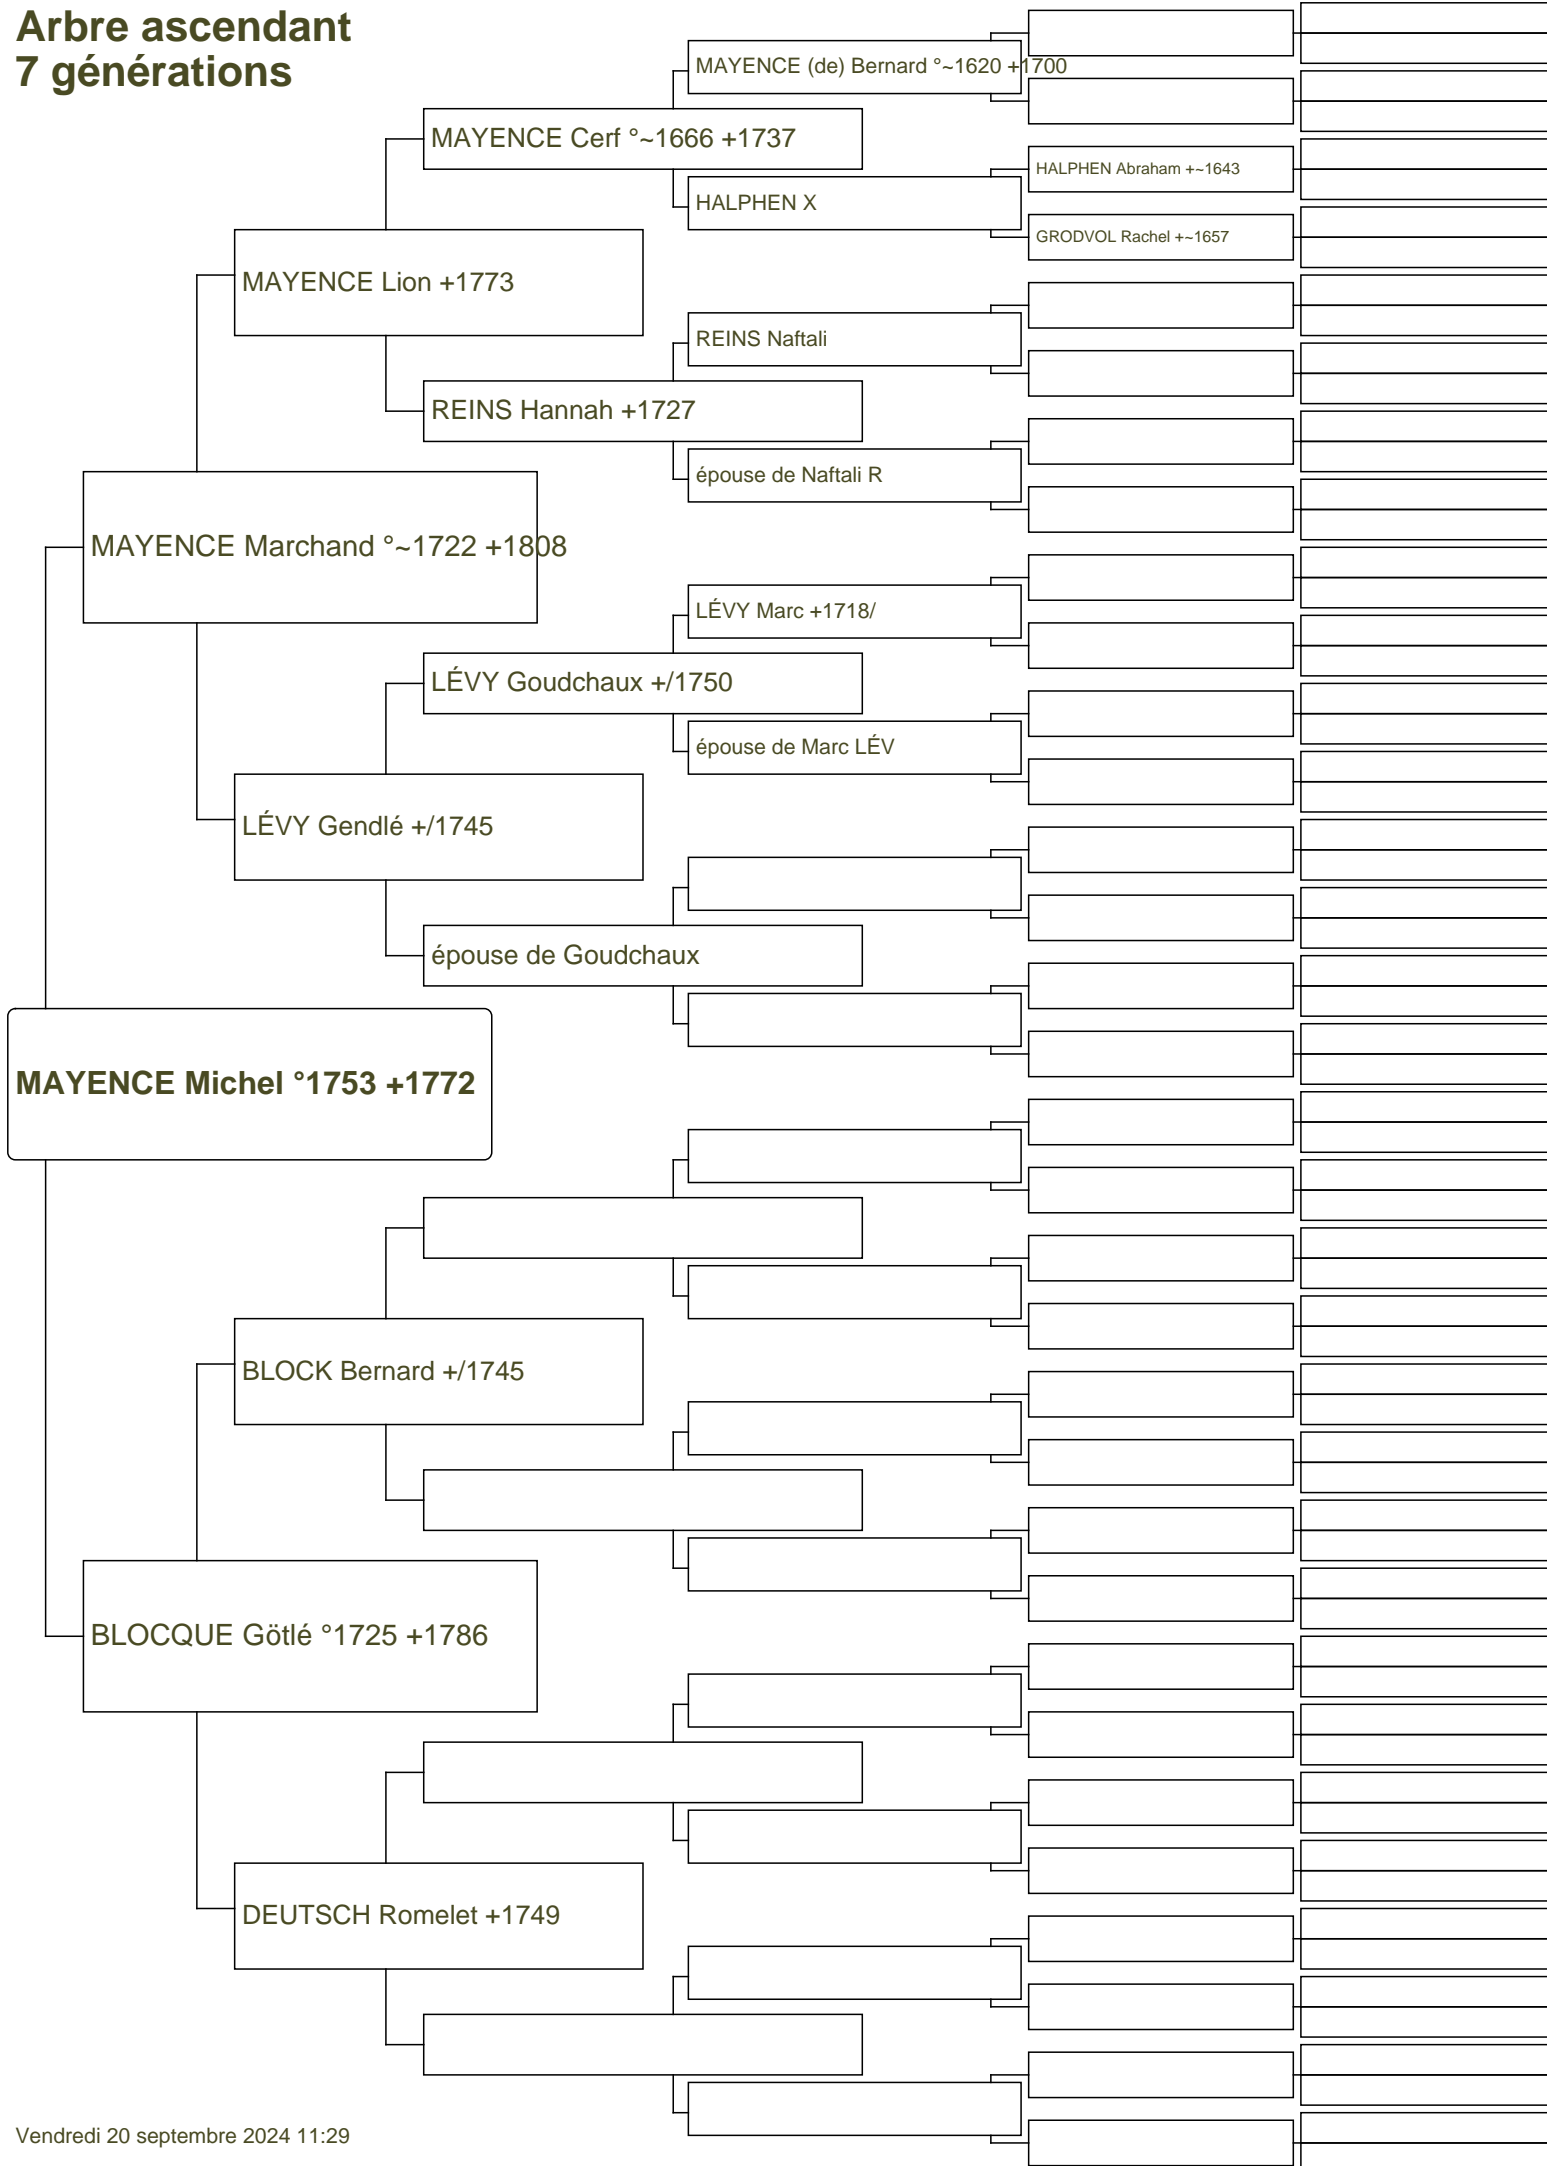 Arbre ascendant
7 générations
MAYENCE (de) Bernard °~1620 +1700
MAYENCE Cerf °~1666 +1737
HALPHEN Abraham +~1643
HALPHEN X
GRODVOL Rachel +~1657
MAYENCE Lion +1773
REINS Naftali
REINS Hannah +1727
épouse de Naftali R
MAYENCE Marchand °~1722 +1808
LÉVY Marc +1718/
LÉVY Goudchaux +/1750
épouse de Marc LÉV
LÉVY Gendlé +/1745
épouse de Goudchaux
MAYENCE Michel °1753 +1772
BLOCK Bernard +/1745
BLOCQUE Götlé °1725 +1786
DEUTSCH Romelet +1749
Vendredi 20 septembre 2024 11:29